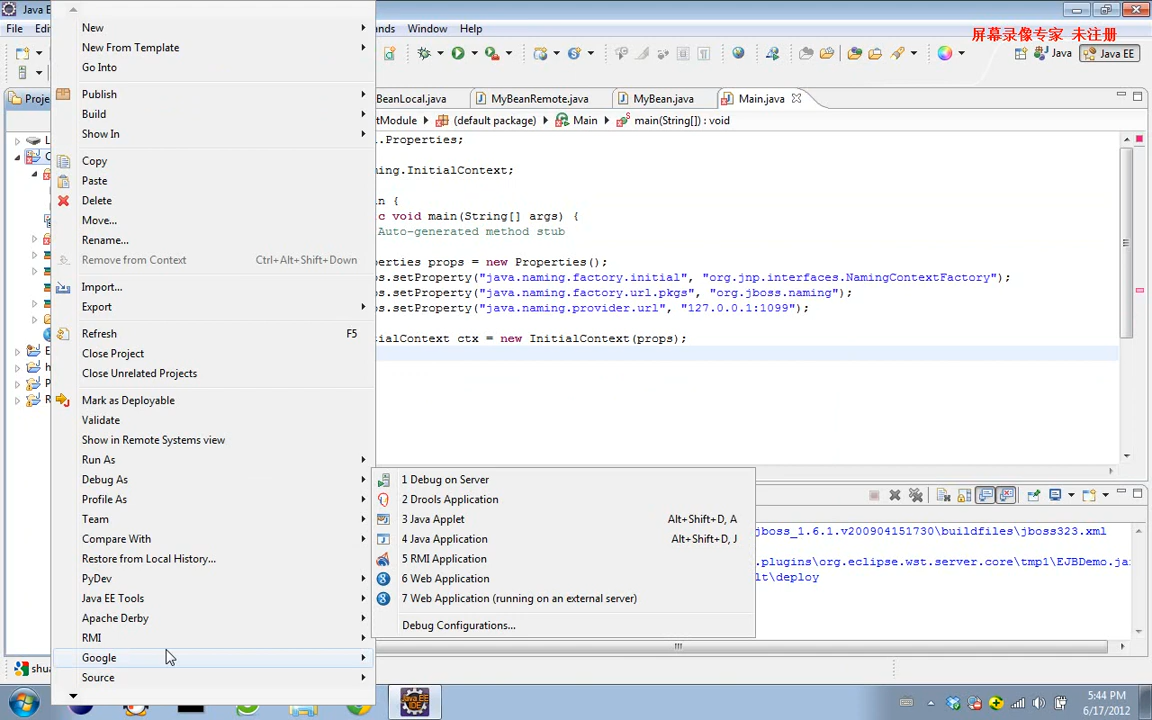 Java E
File
Edi
ands
Window
Help
屏幕录像专家 未注册
Java
Java EE
Proje
BeanLocal.java
MyBeanRemote.java
MyBean.java
Main.java
tModule
(default package)
Main
main(String[]) : void
New
New From Template
Go Into
Publish
Build
Show In
Copy
Paste
Delete
Move...
Rename...
Remove from Context Ctrl+Alt+Shift+Down
Import...
Export
Refresh F5
Close Project
Close Unrelated Projects
Mark as Deployable
Validate
Show in Remote Systems view
Run As
Debug As
Profile As
Team
Compare With
Restore from Local History...
PyDev
Java EE Tools
Apache Derby
RMI
Google
Source
.Properties;
ming.InitialContext;
n {
c void main(String[] args) {
Auto-generated method stub
perties props = new Properties();
s.setProperty("java.naming.factory.initial", "org.jnp.interfaces.NamingContextFactory");
s.setProperty("java.naming.factory.url.pkgs", "org.jboss.naming");
s.setProperty("java.naming.provider.url", "127.0.0.1:1099");
tialContext ctx = new InitialContext(props);
1 Debug on Server
2 Drools Application
3 Java Applet Alt+Shift+D, A
4 Java Application Alt+Shift+D, J
5 RMI Application
6 Web Application
7 Web Application (running on an external server)
Debug Configurations...
jboss_1.6.1.v200904151730\buildfiles\jboss323.xml
.plugins\org.eclipse.wst.server.core\tmp1\EJBDemo.ja
lt\deploy
shua
5:44 PM
6/17/2012